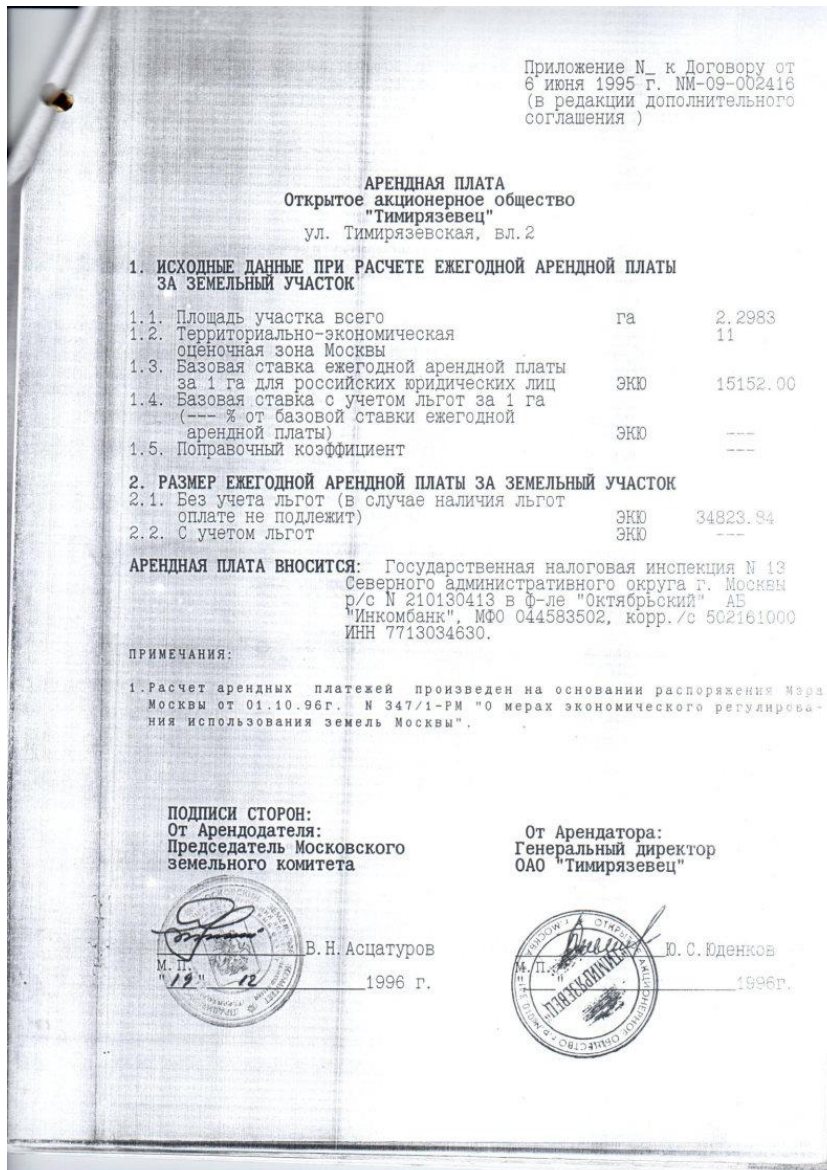 Приложение N_ к Договору от
6 июня 1995 г. NМ-09-002416
(в редакции дополнительного
соглашения )
АРЕНДНАЯ ПЛАТА
Открытое акционерное общество
"Тимирязевец"
ул. Тимирязевская, вл.2
1. ИСХОДНЫЕ ДАННЫЕ ПРИ РАСЧЕТЕ ЕЖЕГОДНОЙ АРЕНДНОЙ ПЛАТЫ
ЗА ЗЕМЕЛЬНЫЙ УЧАСТОК
1.1. Площадь участка всего га 2.2983
1.2. Территориально-экономическая 11
оценочная зона Москвы
1.3. Базовая ставка ежегодной арендной платы
за 1 га для российских юридических лиц ЭКЮ 15152.00
1.4. Базовая ставка с учетом льгот за 1 га
(--- % от базовой ставки ежегодной
арендной платы) ЭКЮ ---
1.5. Поправочный коэффициент ---
2. РАЗМЕР ЕЖЕГОДНОЙ АРЕНДНОЙ ПЛАТЫ ЗА ЗЕМЕЛЬНЫЙ УЧАСТОК
2.1. Без учета льгот (в случае наличия льгот
оплате не подлежит) ЭКЮ 34823.84
2.2. С учетом льгот ЭКЮ ---
АРЕНДНАЯ ПЛАТА ВНОСИТСЯ: Государственная налоговая инспекция N 13
Северного административного округа г. Москвы
р/с N 210130413 в ф-ле "Октябрьский" АБ
"Инкомбанк", МФО 044583502, корр./с 502161000
ИНН 7713034630.
ПРИМЕЧАНИЯ:
1.Расчет арендных платежей произведен на основании распоряжения Мэра
Москвы от 01.10.96г. N 347/1-РМ "О мерах экономического регулирова-
ния использования земель Москвы".
ПОДПИСИ СТОРОН:
От Арендодателя: От Арендатора:
Председатель Московского Генеральный директор
земельного комитета ОАО "Тимирязевец"
В.Н.Асцатуров Ю.С.Юденков
М.П. М.П.
"19" 12 1996 г. 1996г.
ОТКРЫТОЕ АКЦИОНЕРНОЕ ОБЩЕСТВО
"ТИМИРЯЗЕВЕЦ"
МОСКВА